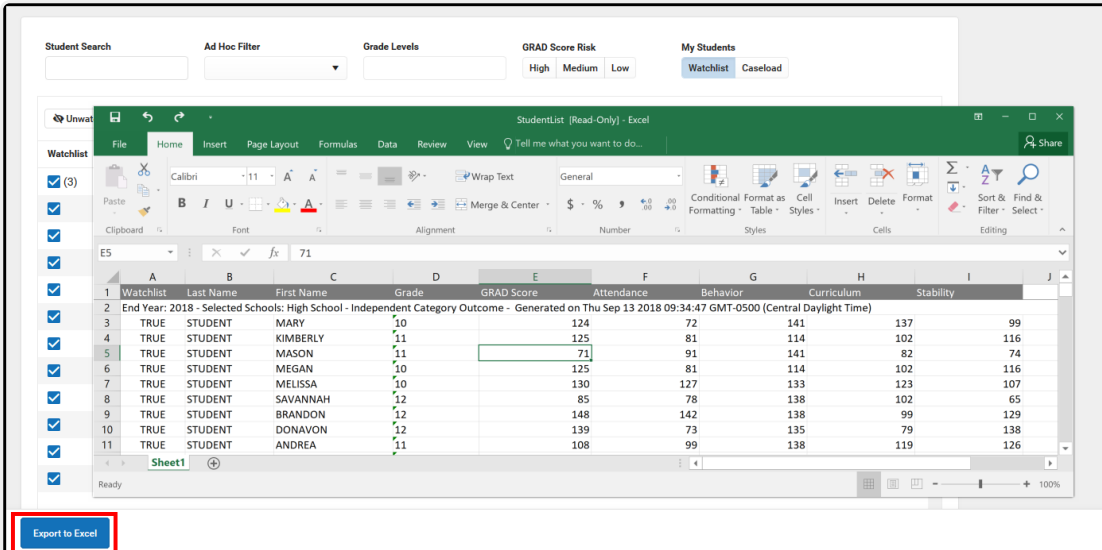 Student Search Ad Hoc Filter Grade Levels GRAD Score Risk My Students
High Medium Low Watchlist Caseload
Unwat
StudentList [Read-Only] - Excel
File Home Insert Page Layout Formulas Data Review View Tell me what you want to do... Share
Watchlist
(3)
Paste
Calibri 11 A A Wrap Text General
B I U A Merge & Center $ % , .0 .00 .00 .0
Conditional Formatting Format as Table Cell Styles Insert Delete Format Sort & Filter Find & Select
Clipboard Font Alignment Number Styles Cells Editing
E5 fx 71
A B C D E F G H I J
1 Watchlist Last Name First Name Grade GRAD Score Attendance Behavior Curriculum Stability
2 End Year: 2018 - Selected Schools: High School - Independent Category Outcome - Generated on Thu Sep 13 2018 09:34:47 GMT-0500 (Central Daylight Time)
3 TRUE STUDENT MARY 10 124 72 141 137 99
4 TRUE STUDENT KIMBERLY 11 125 81 114 102 116
5 TRUE STUDENT MASON 11 71 91 141 82 74
6 TRUE STUDENT MEGAN 10 125 81 114 102 116
7 TRUE STUDENT MELISSA 10 130 127 133 123 107
8 TRUE STUDENT SAVANNAH 12 85 78 138 102 65
9 TRUE STUDENT BRANDON 12 148 142 138 99 129
10 TRUE STUDENT DONAVON 12 139 73 135 79 138
11 TRUE STUDENT ANDREA 11 108 99 138 119 126
Sheet1
Ready 100%
Export to Excel